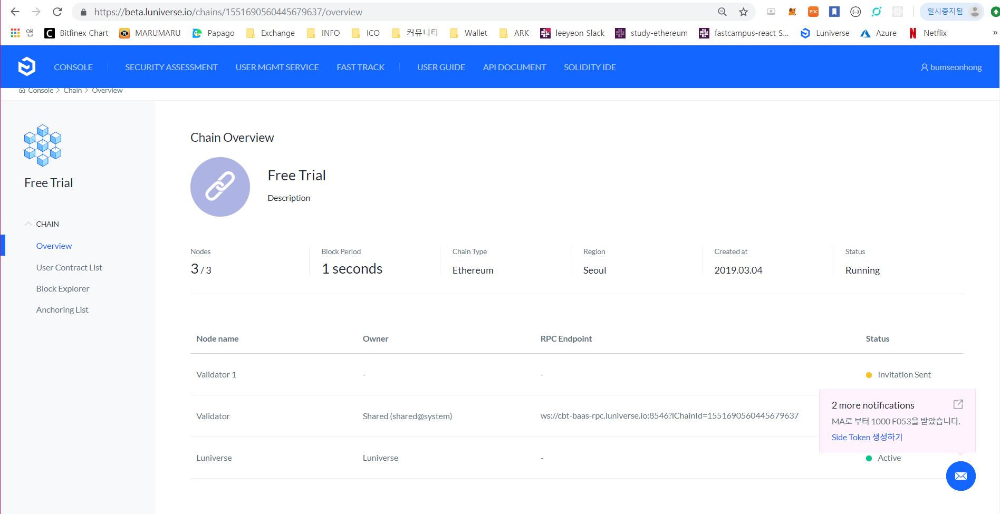 https://beta.luniverse.io/chains/1551690560445679637/overview
EX
일시중지됨
앱
Bitfinex Chart
MARUMARU
Papago
Exchange
INFO
ICO
커뮤니티
Wallet
ARK
leeyeon Slack
study-ethereum
fastcampus-react S...
Luniverse
Azure
Netflix
»
CONSOLE
SECURITY ASSESSMENT
USER MGMT SERVICE
FAST TRACK
USER GUIDE
API DOCUMENT
SOLIDITY IDE
bumseonhong
Console > Chain > Overview
Free Trial
CHAIN
Overview
User Contract List
Block Explorer
Anchoring List
Chain Overview
Free Trial
Description
Nodes
3 / 3
Block Period
1 seconds
Chain Type
Ethereum
Region
Seoul
Created at
2019.03.04
Status
Running
Node name Owner RPC Endpoint Status
Validator 1 - - Invitation Sent
Validator Shared (shared@system) ws://cbt-baas-rpc.luniverse.io:8546?lChainId=1551690560445679637
Luniverse Luniverse - Active
2 more notifications
MA로 부터 1000 F053을 받았습니다.
Side Token 생성하기